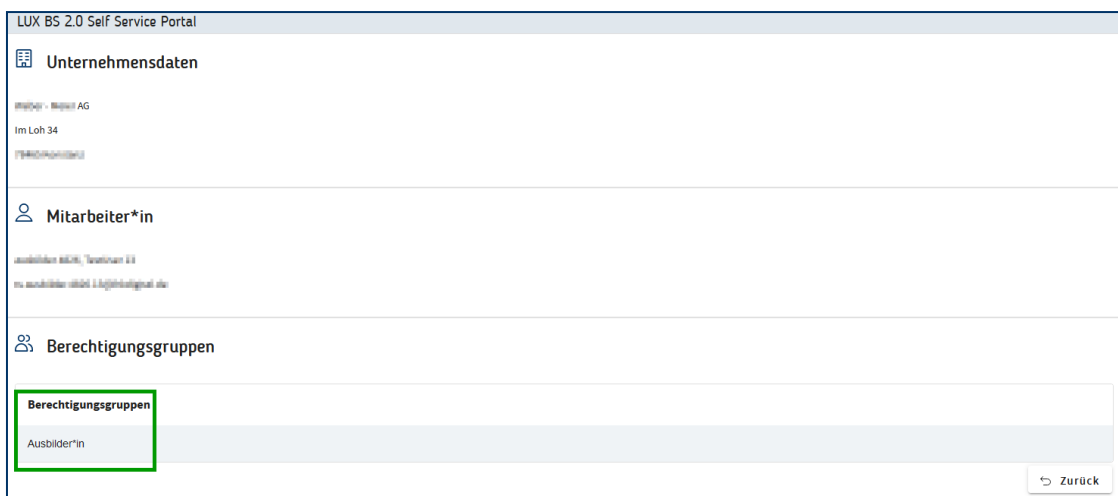 LUX BS 2.0 Self Service Portal
Unternehmensdaten
AG
Im Loh 34
Mitarbeiter*in
Berechtigungsgruppen
Berechtigungsgruppen
Ausbilder*in
Zurück